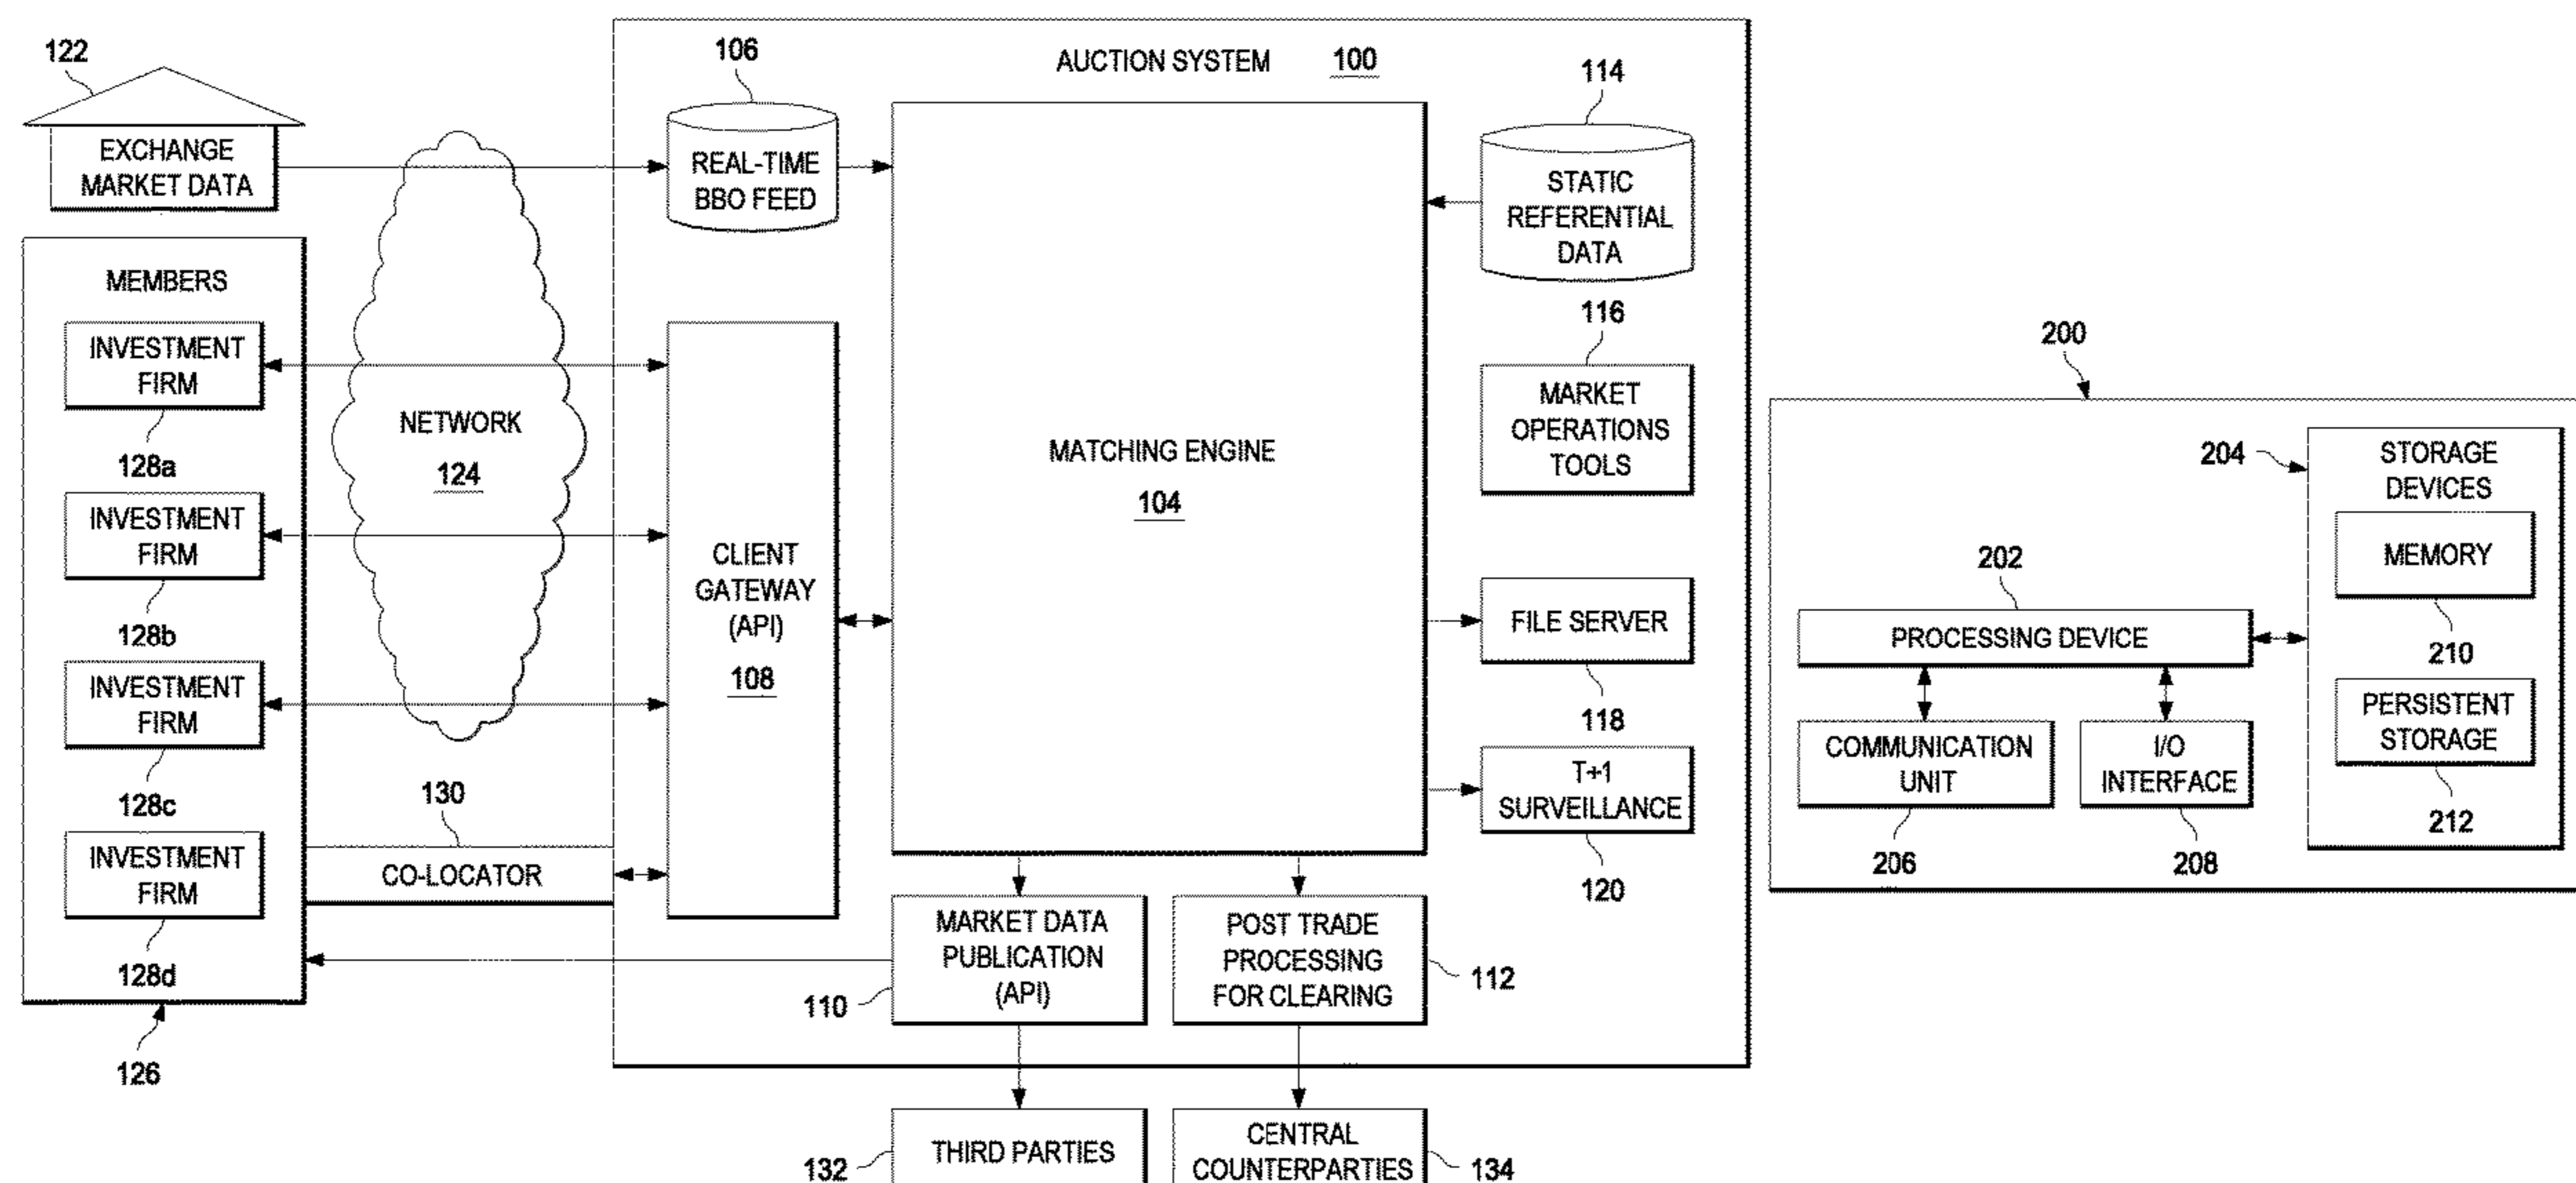 122
EXCHANGE
MARKET DATA
MEMBERS
INVESTMENT
FIRM
128a
INVESTMENT
FIRM
128b
INVESTMENT
FIRM
128c
INVESTMENT
FIRM
128d
126
NETWORK
124
130
CO-LOCATOR
AUCTION SYSTEM 100
106
REAL-TIME
BBO FEED
CLIENT
GATEWAY
(API)
108
MATCHING ENGINE
104
114
STATIC
REFERENTIAL
DATA
116
MARKET
OPERATIONS
TOOLS
FILE SERVER
118
T+1
SURVEILLANCE
120
MARKET DATA
PUBLICATION
(API)
110
POST TRADE
PROCESSING
FOR CLEARING
112
THIRD PARTIES
132
CENTRAL
COUNTERPARTIES
134
200
204
STORAGE
DEVICES
MEMORY
210
PERSISTENT
STORAGE
212
202
PROCESSING DEVICE
COMMUNICATION
UNIT
206
I/O
INTERFACE
208